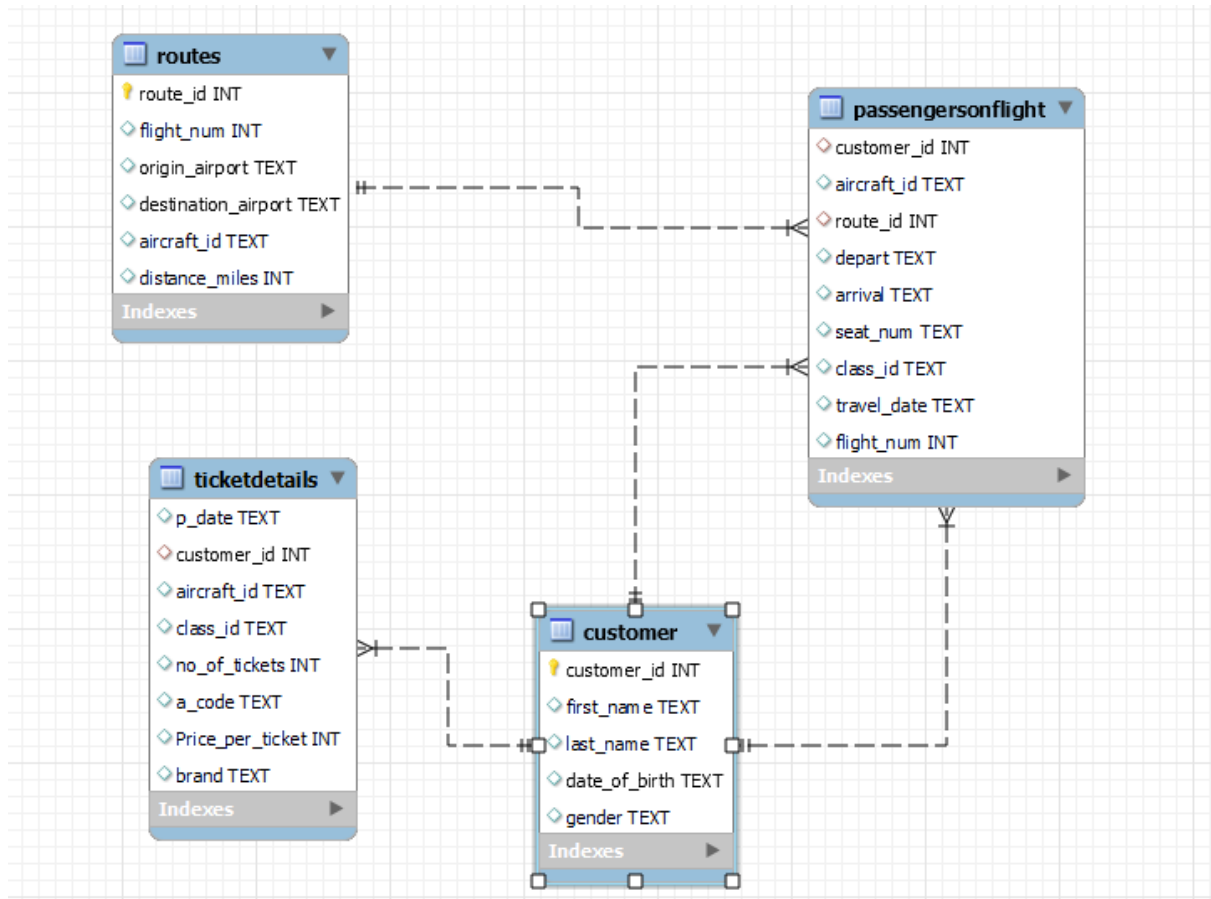 routes
route_id INT
flight_num INT
origin_airport TEXT
destination_airport TEXT
aircraft_id TEXT
distance_miles INT
Indexes
passengersonflight
customer_id INT
aircraft_id TEXT
route_id INT
depart TEXT
arrival TEXT
seat_num TEXT
class_id TEXT
travel_date TEXT
flight_num INT
Indexes
ticketdetails
p_date TEXT
customer_id INT
aircraft_id TEXT
class_id TEXT
no_of_tickets INT
a_code TEXT
Price_per_ticket INT
brand TEXT
Indexes
customer
customer_id INT
first_name TEXT
last_name TEXT
date_of_birth TEXT
gender TEXT
Indexes